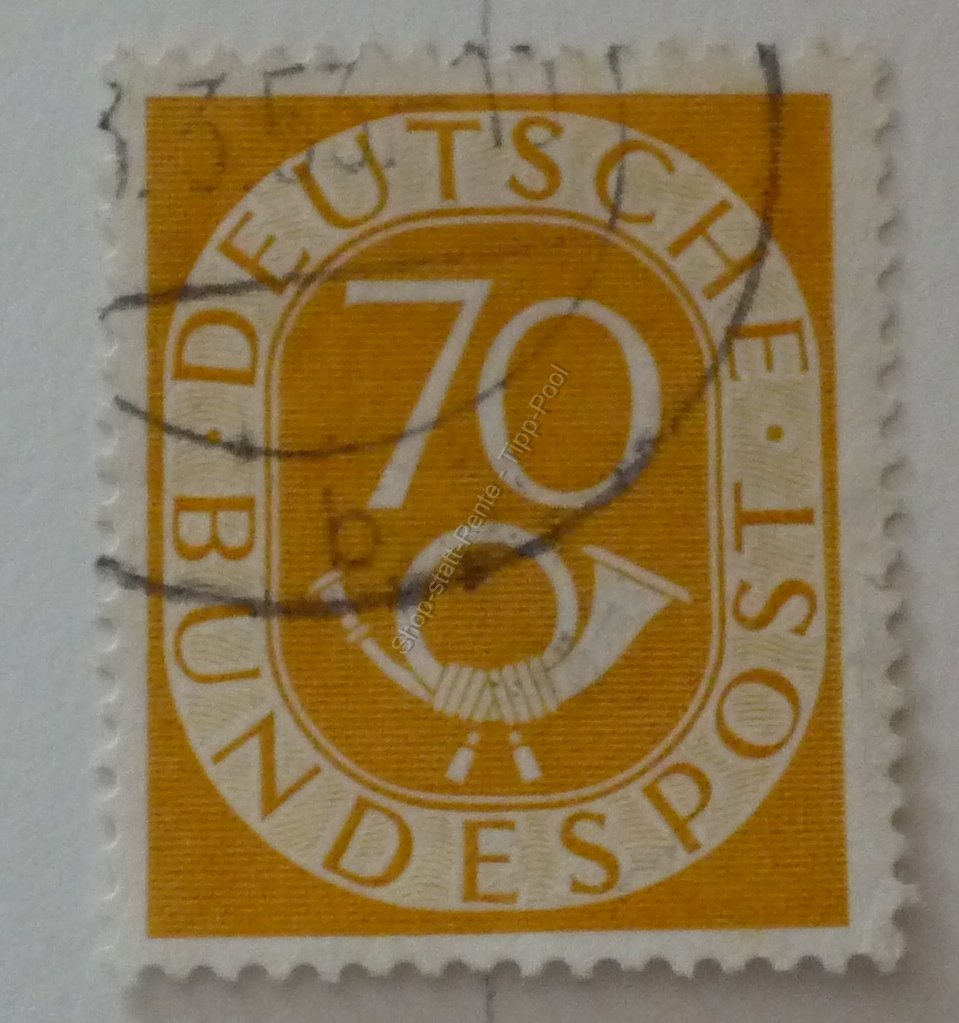 DEUTSCHE
70
b
BUNDESPOST
Shop-statt-Rente - Tipp-Pool